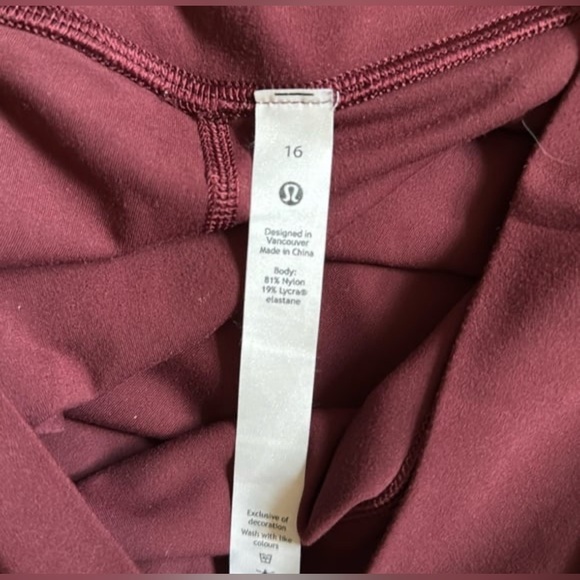 16
Designed in
Vancouver
Made in China
Body:
81% Nylon
19% Lycra®
elastane
Exclusive of
decoration
Wash with like
colours